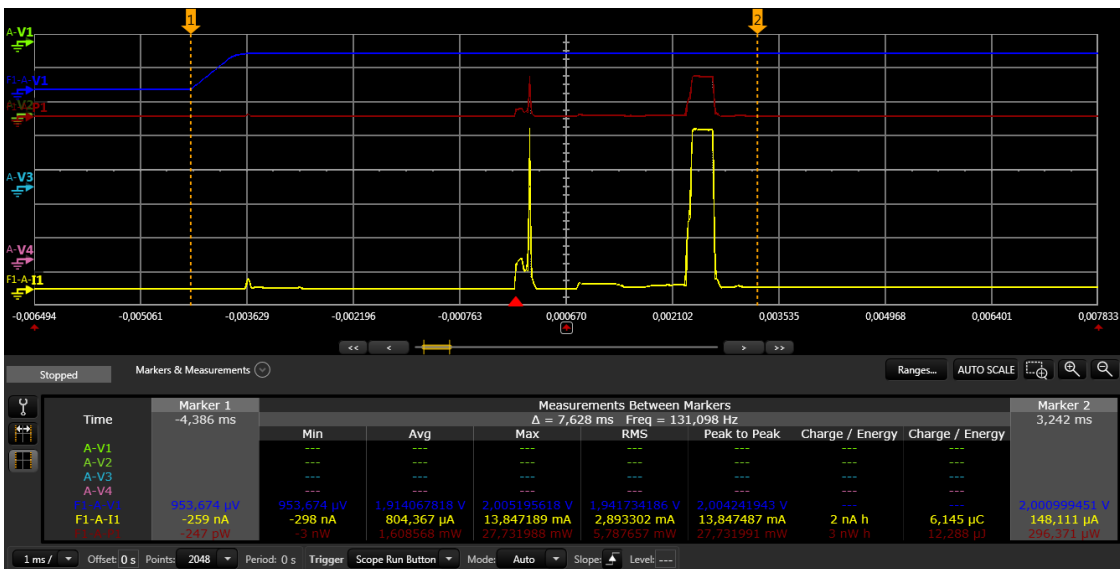 1 2
A-V1
F1-A-V1
A-V2 P1
A-V3
A-V4
F1-A-I1
-0,006494 -0,005061 -0,003629 -0,002196 -0,000763 0,000670 0,002102 0,003535 0,004968 0,006401 0,007833
<< < > >>
Stopped Markers & Measurements Ranges... AUTO SCALE
Marker 1 Measurements Between Markers Marker 2
Time -4,386 ms Δ = 7,628 ms Freq = 131,098 Hz 3,242 ms
Min Avg Max RMS Peak to Peak Charge / Energy Charge / Energy
A-V1 --- --- --- --- --- --- ---
A-V2 --- --- --- --- --- --- ---
A-V3 --- --- --- --- --- --- ---
A-V4 --- --- --- --- --- --- ---
F1-A-V1 953,674 µV 953,674 µV 1,914067818 V 2,005195618 V 1,941734186 V 2,004241943 V --- --- 2,000999451 V
F1-A-I1 -259 nA -298 nA 804,367 µA 13,847189 mA 2,893302 mA 13,847487 mA 2 nA h 6,145 µC 148,111 µA
-247 pW -3 nW 1,608568 mW 27,731988 mW 5,787657 mW 27,731991 mW 3 nW h 12,288 µJ 296,371 µW
1 ms/ Offset: 0 s Points: 2048 Period: 0 s Trigger Scope Run Button Mode: Auto Slope: Level: ---